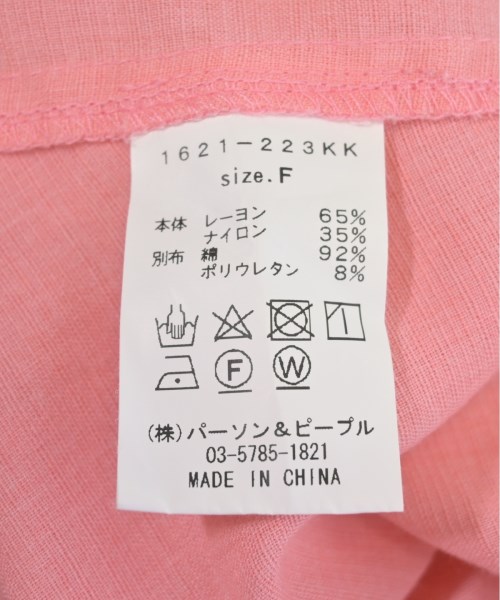 1621-223KK
size.F
本体 レーヨン 65%
ナイロン 35%
別布 綿 92%
ポリウレタン 8%
F W
(株)パーソン&ピープル
03-5785-1821
MADE IN CHINA